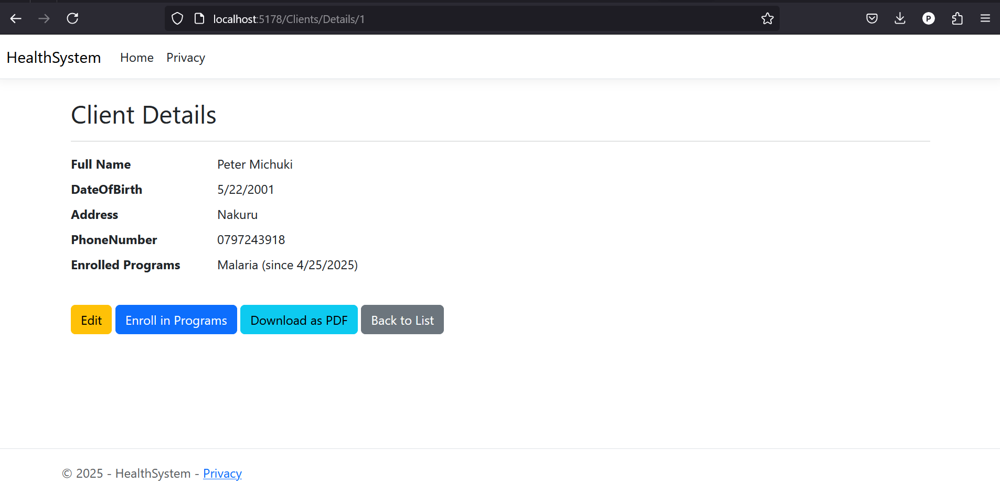 localhost:5178/Clients/Details/1
P
HealthSystem Home Privacy
Client Details
Full Name Peter Michuki
DateOfBirth 5/22/2001
Address Nakuru
PhoneNumber 0797243918
Enrolled Programs Malaria (since 4/25/2025)
Edit Enroll in Programs Download as PDF Back to List
© 2025 - HealthSystem - Privacy